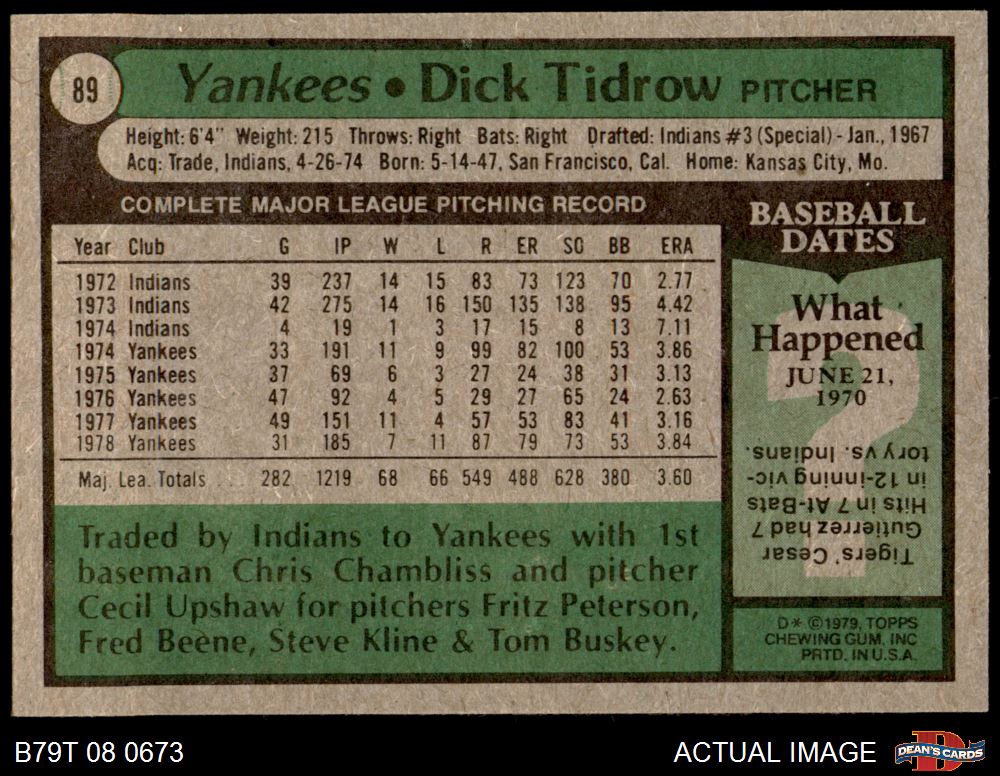 89
Yankees • Dick Tidrow PITCHER
Height: 6'4" Weight: 215 Throws: Right Bats: Right Drafted: Indians #3 (Special) - Jan., 1967
Acq: Trade, Indians, 4-26-74 Born: 5-14-47, San Francisco, Cal. Home: Kansas City, Mo.
COMPLETE MAJOR LEAGUE PITCHING RECORD
Year Club G IP W L R ER SO BB ERA
1972 Indians 39 237 14 15 83 73 123 70 2.77
1973 Indians 42 275 14 16 150 135 138 95 4.42
1974 Indians 4 19 1 3 17 15 8 13 7.11
1974 Yankees 33 191 11 9 99 82 100 53 3.86
1975 Yankees 37 69 6 3 27 24 38 31 3.13
1976 Yankees 47 92 4 5 29 27 65 24 2.63
1977 Yankees 49 151 11 4 57 53 83 41 3.16
1978 Yankees 31 185 7 11 87 79 73 53 3.84
Maj. Lea. Totals 282 1219 68 66 549 488 628 380 3.60
Traded by Indians to Yankees with 1st
baseman Chris Chambliss and pitcher
Cecil Upshaw for pitchers Fritz Peterson,
Fred Beene, Steve Kline & Tom Buskey.
BASEBALL
DATES
What
Happened
JUNE 21,
1970
?
Tigers' Cesar
Gutierrez had 7
Hits in 7 At-Bats
in 12-inning vic-
tory vs. Indians.
D* ©1979, TOPPS
CHEWING GUM, INC
PRTD. IN U.S.A.
B79T 08 0673
ACTUAL IMAGE
DEAN'S CARDS